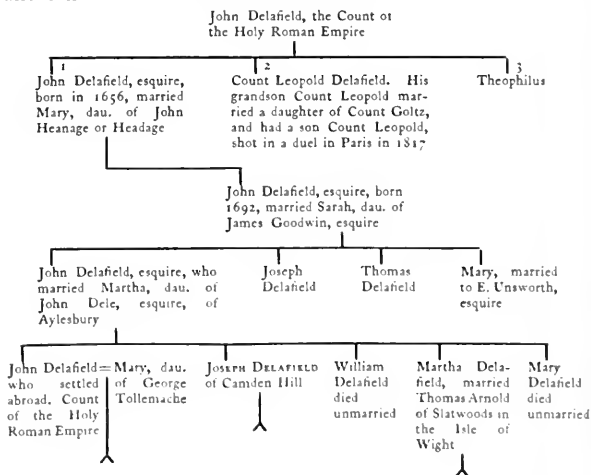 John Delafield, the Count of
the Holy Roman Empire
1
John Delafield, esquire,
born in 1656, married
Mary, dau. of John
Heanage or Headage
2
Count Leopold Delafield. His
grandson Count Leopold mar-
ried a daughter of Count Goltz,
and had a son Count Leopold,
shot in a duel in Paris in 1817
3
Theophilus
John Delafield, esquire, born
1692, married Sarah, dau. of
James Goodwin, esquire
John Delafield, esquire, who
married Martha, dau. of
John Dele, esquire, of
Aylesbury
Joseph
Delafield
Thomas
Delafield
Mary, married
to E. Unsworth,
esquire
John Delafield=
who settled
abroad. Count
of the Holy
Roman Empire
Mary, dau.
of George
Tollemache
JOSEPH DELAFIELD
of Camden Hill
William
Delafield
died
unmarried
Martha Dela-
field, married
Thomas Arnold
of Slatwoods in
the Isle of
Wight
Mary
Delafield
died
unmarried